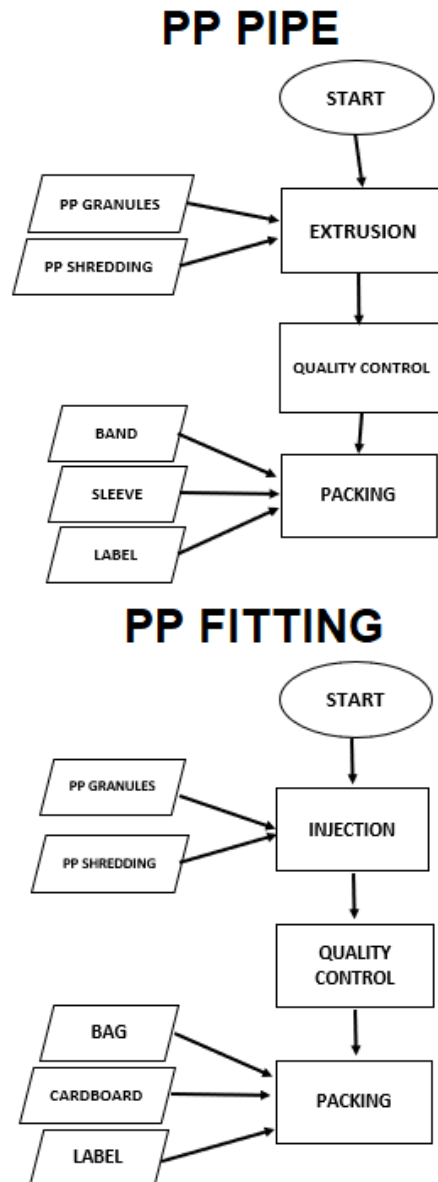 PP PIPE
START
PP GRANULES
EXTRUSION
PP SHREDDING
QUALITY CONTROL
BAND
SLEEVE
PACKING
LABEL
PP FITTING
START
PP GRANULES
INJECTION
PP SHREDDING
QUALITY
CONTROL
BAG
CARDBOARD
PACKING
LABEL